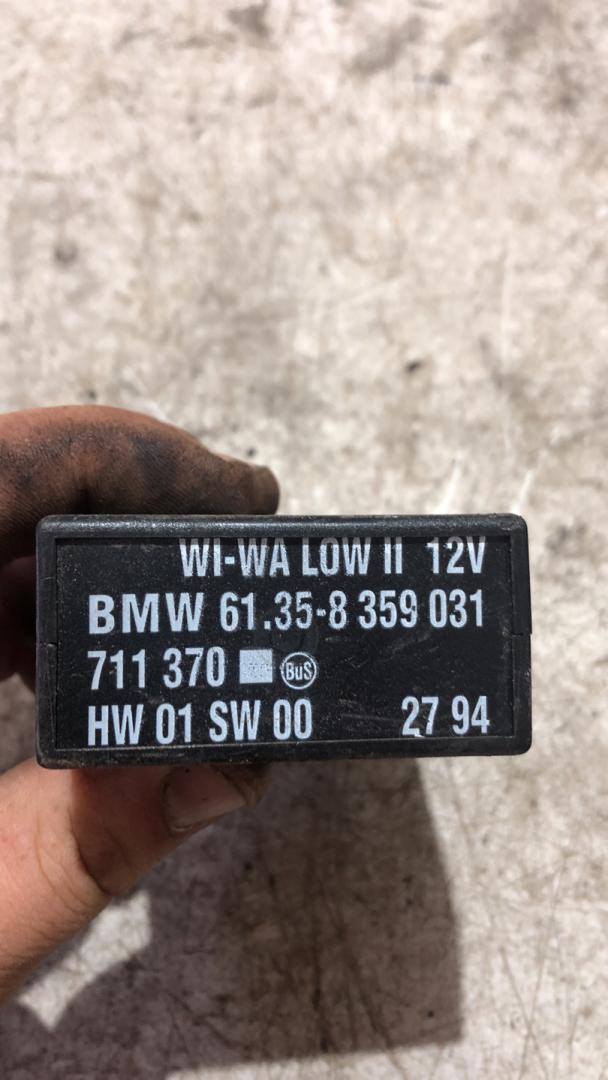 WI-WA LOW II 12V
BMW 61.35-8 359 031
711 370 BuS
HW 01 SW 00 27 94